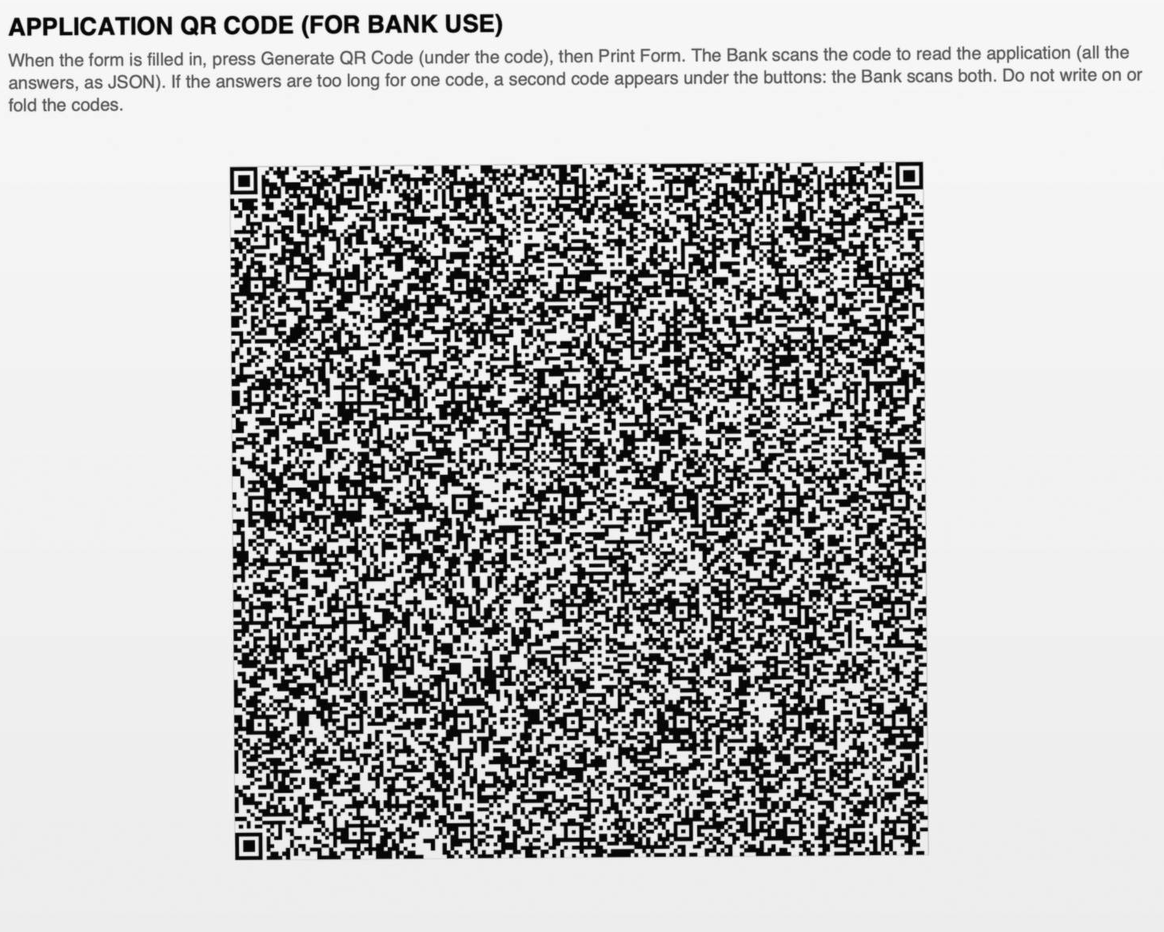 APPLICATION QR CODE (FOR BANK USE)
When the form is filled in, press Generate QR Code (under the code), then Print Form. The Bank scans the code to read the application (all the
answers, as JSON). If the answers are too long for one code, a second code appears under the buttons: the Bank scans both. Do not write on or
fold the codes.